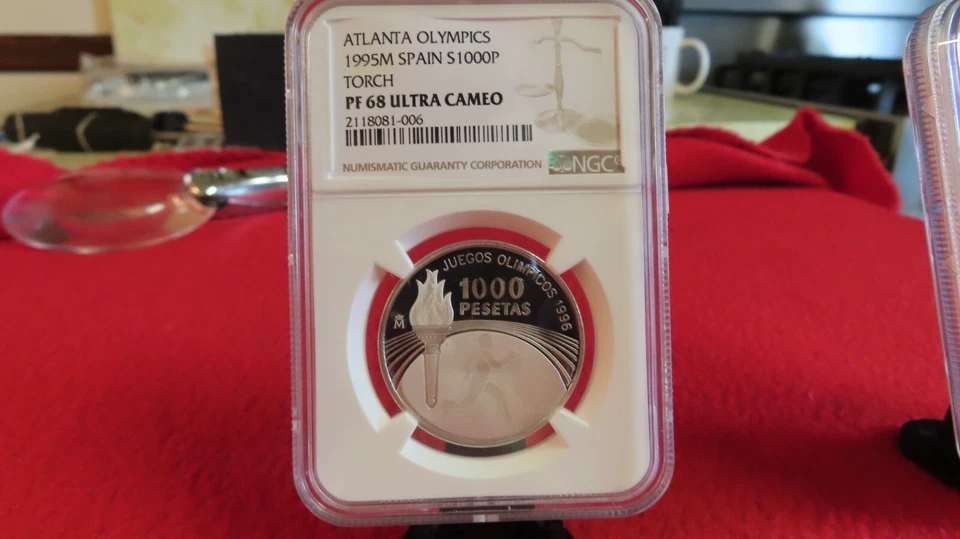 ATLANTA OLYMPICS
1995M SPAIN S1000P
TORCH
PF 68 ULTRA CAMEO
2118081-006
NUMISMATIC GUARANTY CORPORATION
NGC
JUEGOS OLIMPICOS 1996
1000
PESETAS
M